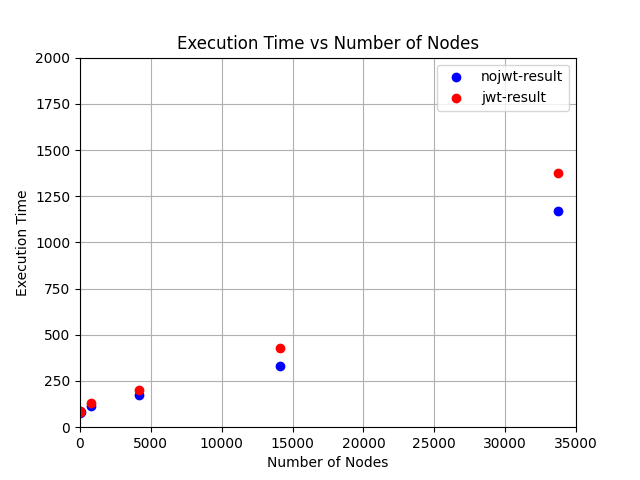 Execution Time vs Number of Nodes
nojwt-result
jwt-result
Execution Time
2000
1750
1500
1250
1000
750
500
250
0
0 5000 10000 15000 20000 25000 30000 35000
Number of Nodes